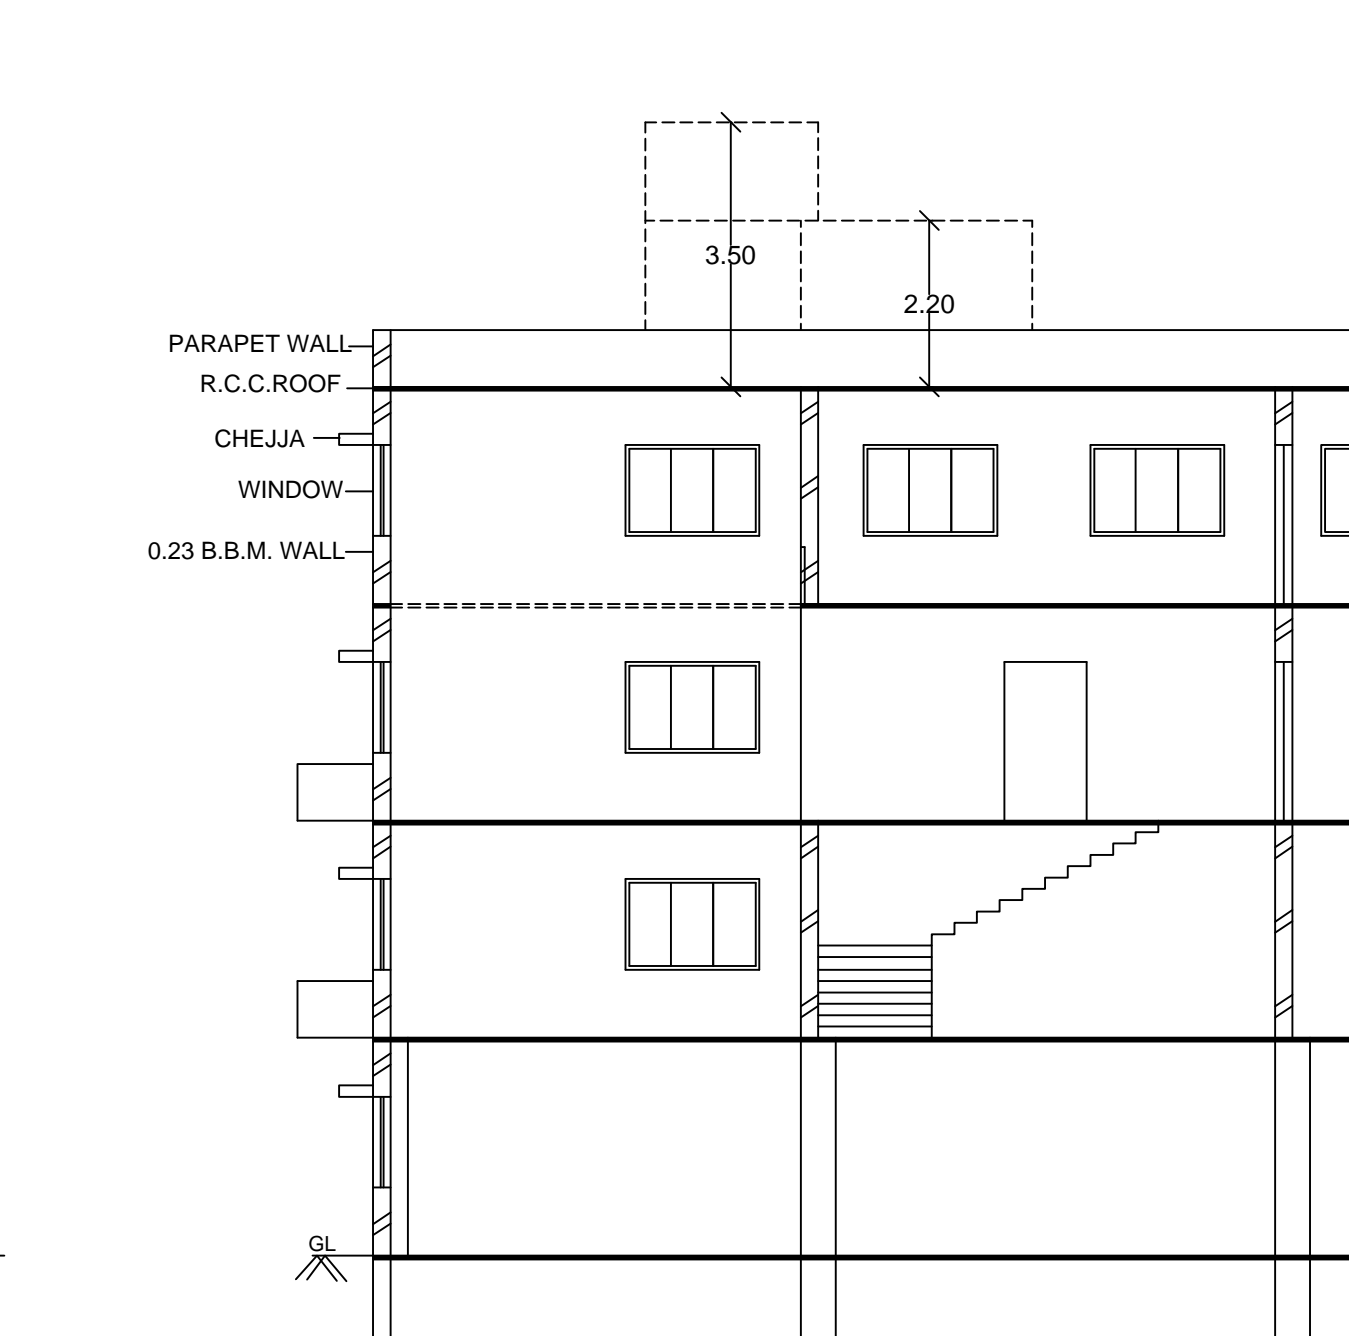 3.50
2.20
PARAPET WALL
R.C.C.ROOF
CHEJJA
WINDOW
0.23 B.B.M. WALL
GL